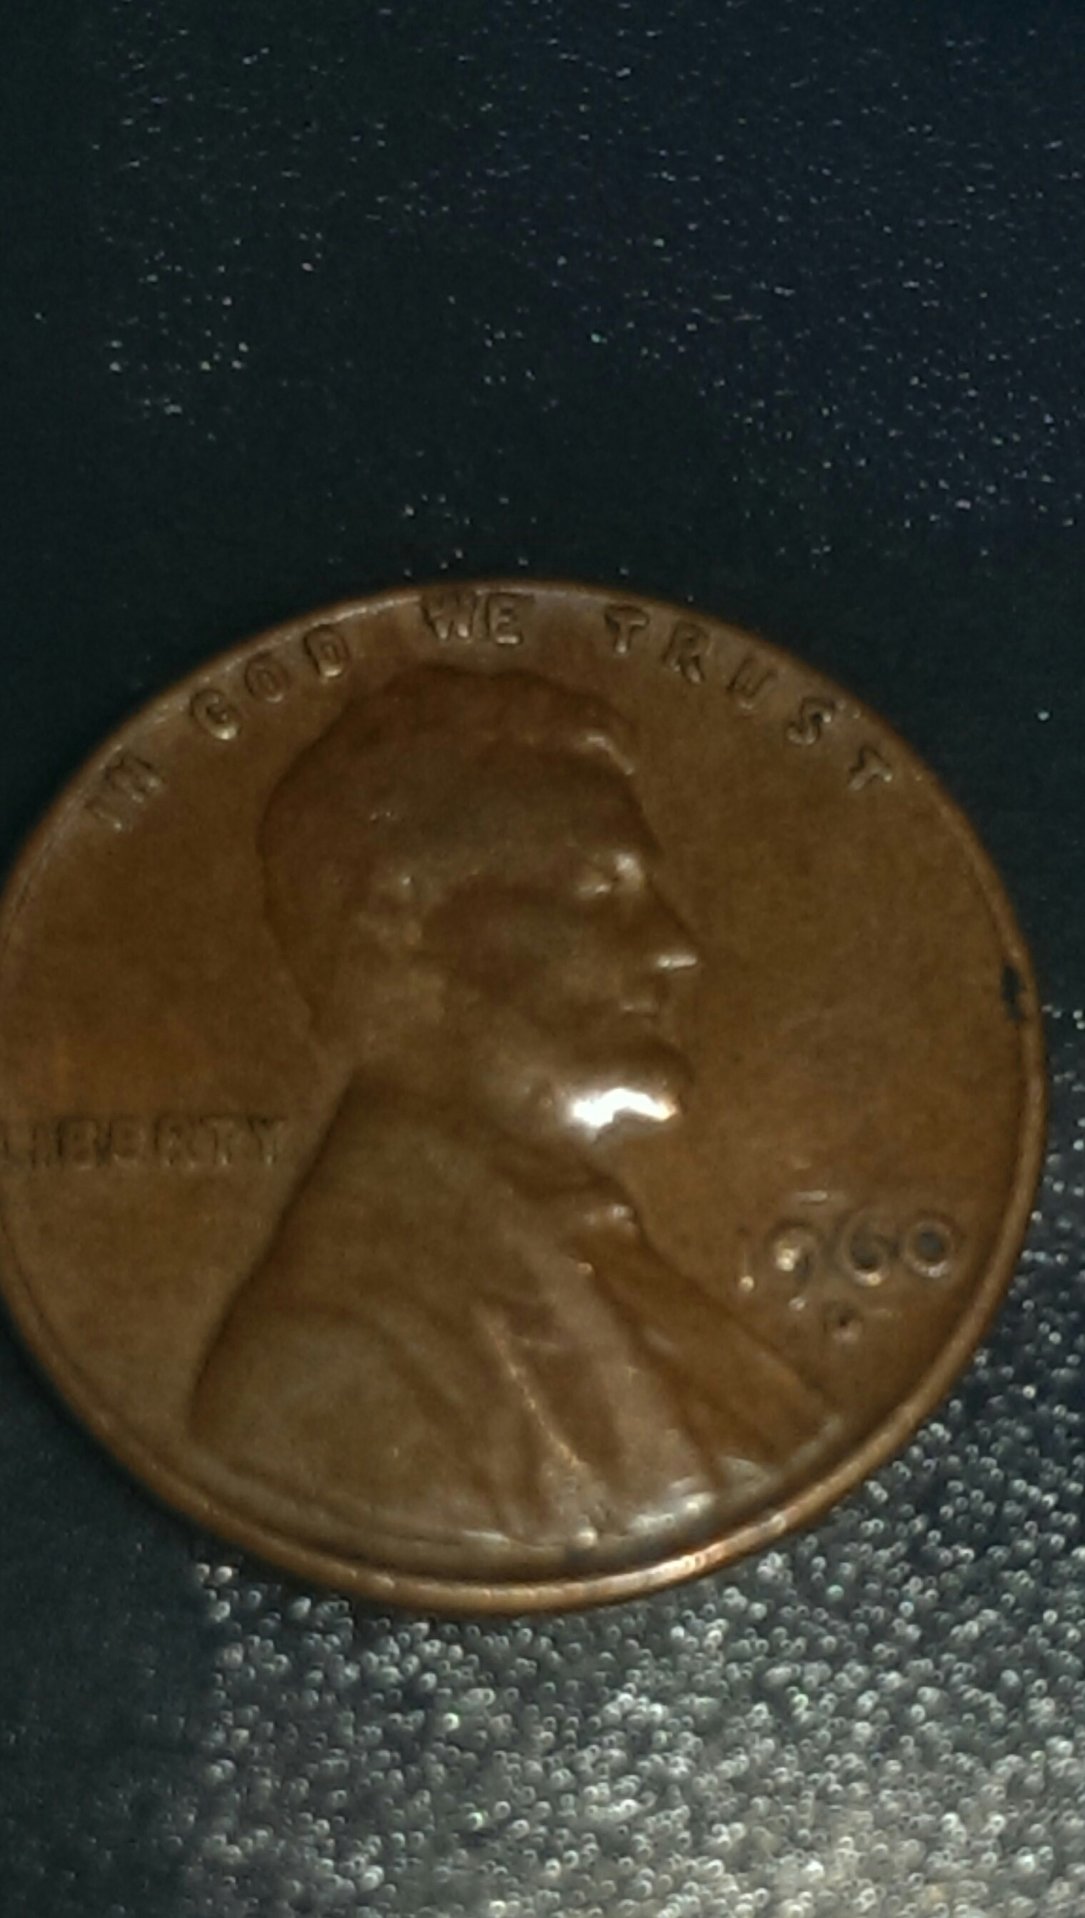 IN GOD WE TRUST
LIBERTY
1960
D